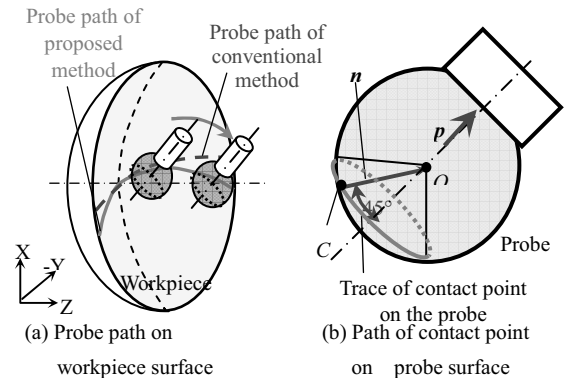 Probe path of
proposed
method
Probe path of
conventional
method
X
-Y
Z
Workpiece
(a) Probe path on
workpiece surface
n
p
O
45°
C
Probe
Trace of contact point
on the probe
(b) Path of contact point
on probe surface